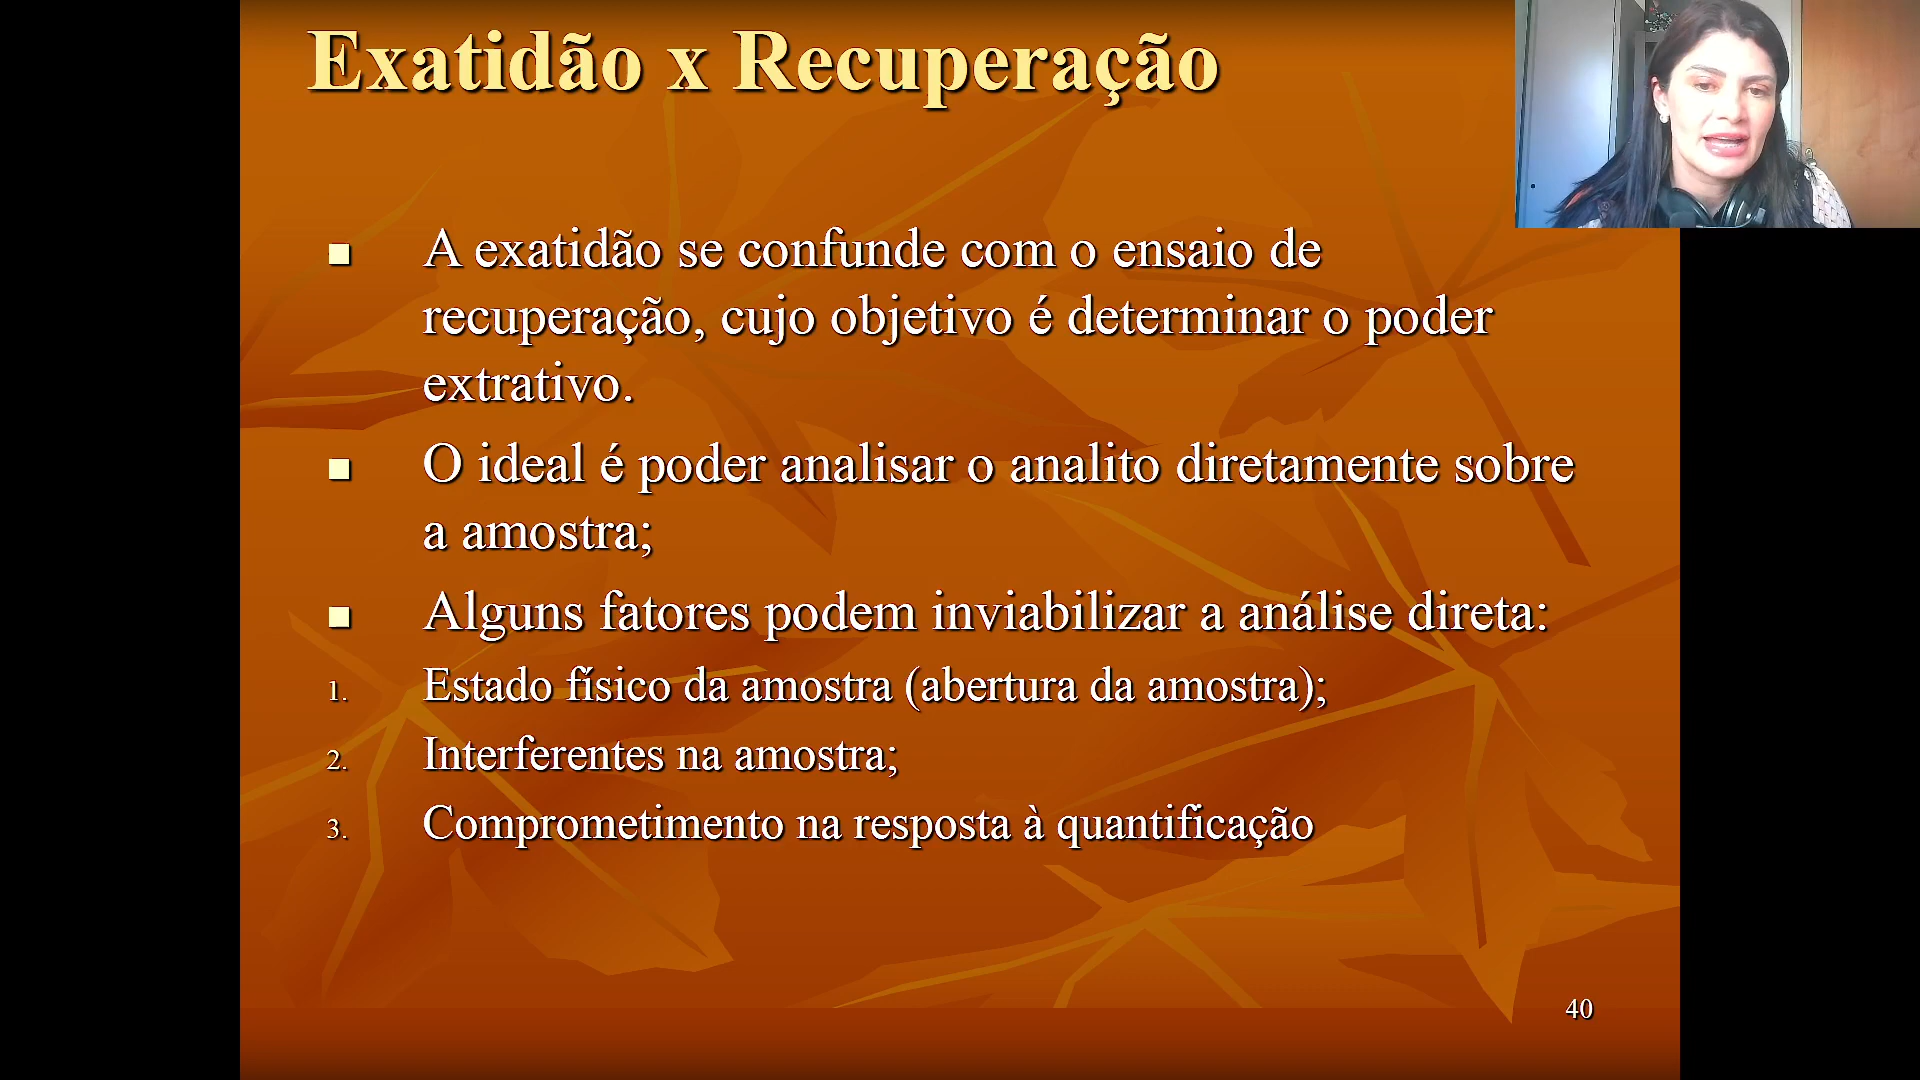 Exatidão x Recuperação
A exatidão se confunde com o ensaio de
recuperação, cujo objetivo é determinar o poder
extrativo.
O ideal é poder analisar o analito diretamente sobre
a amostra;
Alguns fatores podem inviabilizar a análise direta:
1. Estado físico da amostra (abertura da amostra);
2. Interferentes na amostra;
3. Comprometimento na resposta à quantificação
40